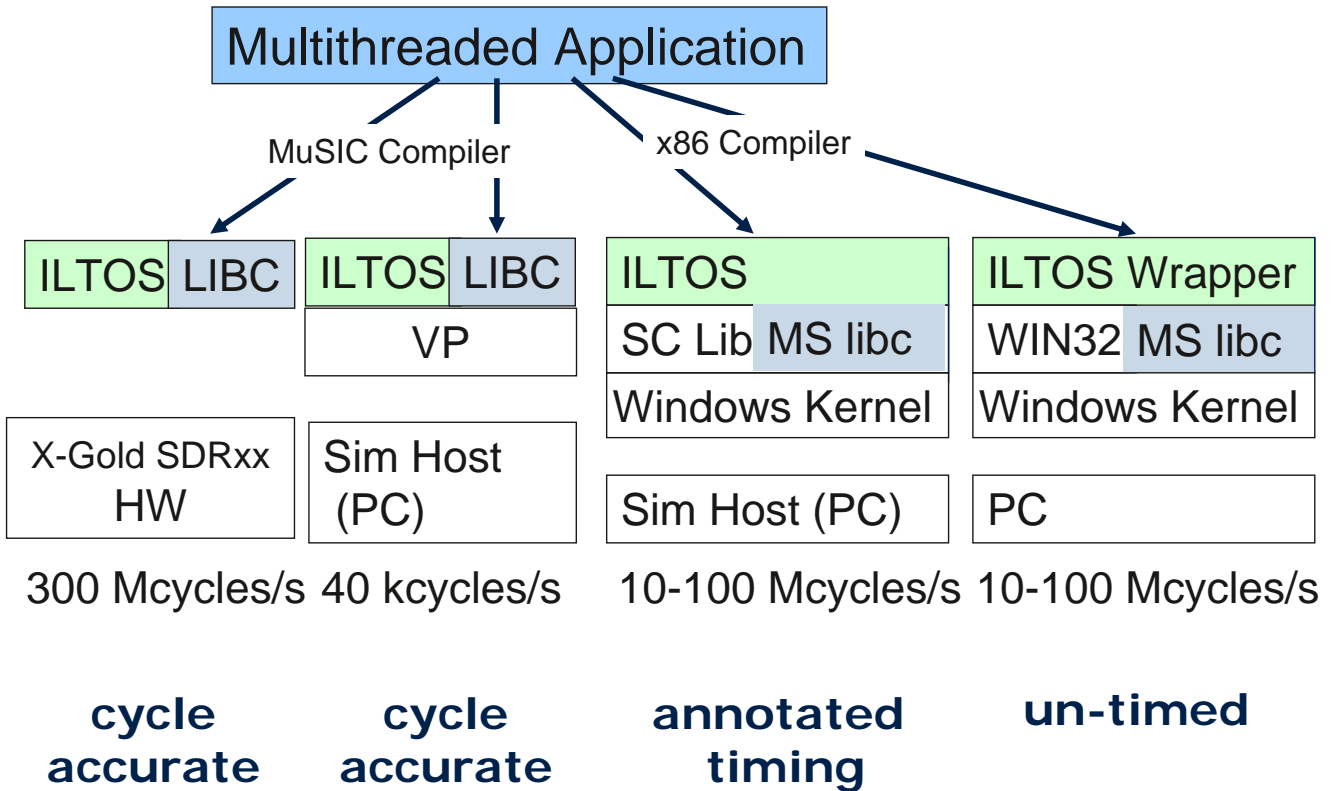 Multithreaded Application
MuSIC Compiler
x86 Compiler
ILTOS LIBC
ILTOS LIBC
ILTOS
ILTOS Wrapper
VP
SC Lib MS libc
WIN32 MS libc
Windows Kernel
Windows Kernel
X-Gold SDRxx
HW
Sim Host
(PC)
Sim Host (PC)
PC
300 Mcycles/s
40 kcycles/s
10-100 Mcycles/s
10-100 Mcycles/s
cycle
accurate
cycle
accurate
annotated
timing
un-timed